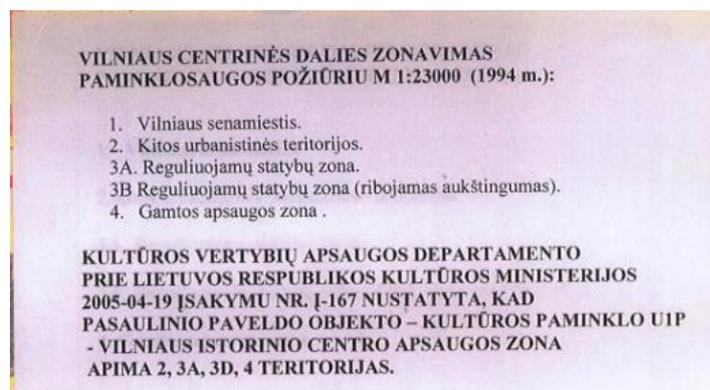 VILNIAUS CENTRINĖS DALIES ZONAVIMAS
PAMINKLOSAUGOS POŽIŪRIU M 1:23000 (1994 m.):
1. Vilniaus senamiestis.
2. Kitos urbanistinės teritorijos.
3A. Reguliuojamų statybų zona.
3B Reguliuojamų statybų zona (ribojamas aukštingumas).
4. Gamtos apsaugos zona .
KULTŪROS VERTYBIŲ APSAUGOS DEPARTAMENTO
PRIE LIETUVOS RESPUBLIKOS KULTŪROS MINISTERIJOS
2005-04-19 ĮSAKYMU NR. Į-167 NUSTATYTA, KAD
PASAULINIO PAVELDO OBJEKTO – KULTŪROS PAMINKLO U1P
- VILNIAUS ISTORINIO CENTRO APSAUGOS ZONA
APIMA 2, 3A, 3D, 4 TERITORIJAS.